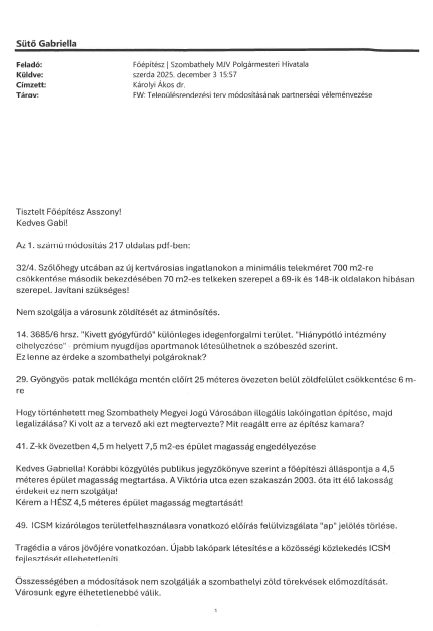 Sütő Gabriella
Feladó: Főépítész | Szombathely MJV Polgármesteri Hivatala
Küldve: szerda 2025. december 3 15:57
Címzett: Károlyi Ákos dr.
Tárgy: FW: Településrendezési terv módosításának partnerségi véleményezése
Tisztelt Főépítész Asszony!
Kedves Gabi!
Az 1. számú módosítás 217 oldalas pdf-ben:
32/4. Szőlőhegy utcában az új kertvárosias ingatlanokon a minimális telekméret 700 m2-re
csökkentése második bekezdésében 70 m2-es telkeken szerepel a 69-ik és 148-ik oldalakon hibásan
szerepel. Javítani szükséges!
Nem szolgálja a városunk zöldítését az átminősítés.
14. 3685/6 hrsz. "Kivett gyógyfürdő" különleges idegenforgalmi terület. "Hiánypótló intézmény
elhelyezése" - prémium nyugdíjas apartmanok létesülhetnek a szóbeszéd szerint.
Ez lenne az érdeke a szombathelyi polgároknak?
29. Gyöngyös-patak mellékága mentén előírt 25 méteres övezeten belül zöldfelület csökkentése 6 m-
re
Hogy történhetett meg Szombathely Megyei Jogú Városában illegális lakóingatlan építése, majd
legalizálása? Ki volt az a tervező aki ezt megtervezte? Mit reagált erre az építész kamara?
41. Z-kk övezetben 4,5 m helyett 7,5 m2-es épület magasság engedélyezése
Kedves Gabriella! Korábbi közgyűlés publikus jegyzőkönyve szerint a főépítészi álláspontja a 4,5
méteres épület magasság megtartása. A Viktória utca ezen szakaszán 2003. óta itt élő lakosság
érdekeit ez nem szolgálja!
Kérem a HÉSZ 4,5 méteres épület magasság megtartását!
49. ICSM kizárólagos területfelhasználásra vonatkozó előírás felülvizsgálata "ap" jelölés törlése.
Tragédia a város jövőjére vonatkozóan. Újabb lakópark létesítése a közösségi közlekedés ICSM
fejlesztését ellehetetleníti
Összességében a módosítások nem szolgálják a szombathelyi zöld törekvések előmozdítását.
Városunk egyre élhetetlenebbé válik.
1